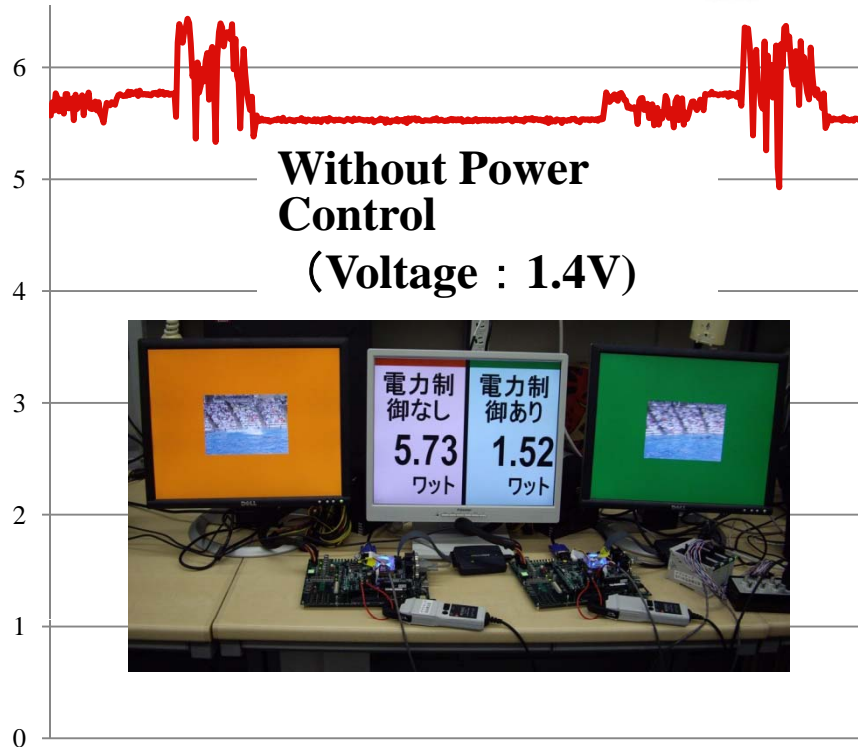 6
5
Without Power
Control
（Voltage：1.4V)
4
3
2
1
0
電力制
御なし
5.73
ワット
電力制
御あり
1.52
ワット
DELL